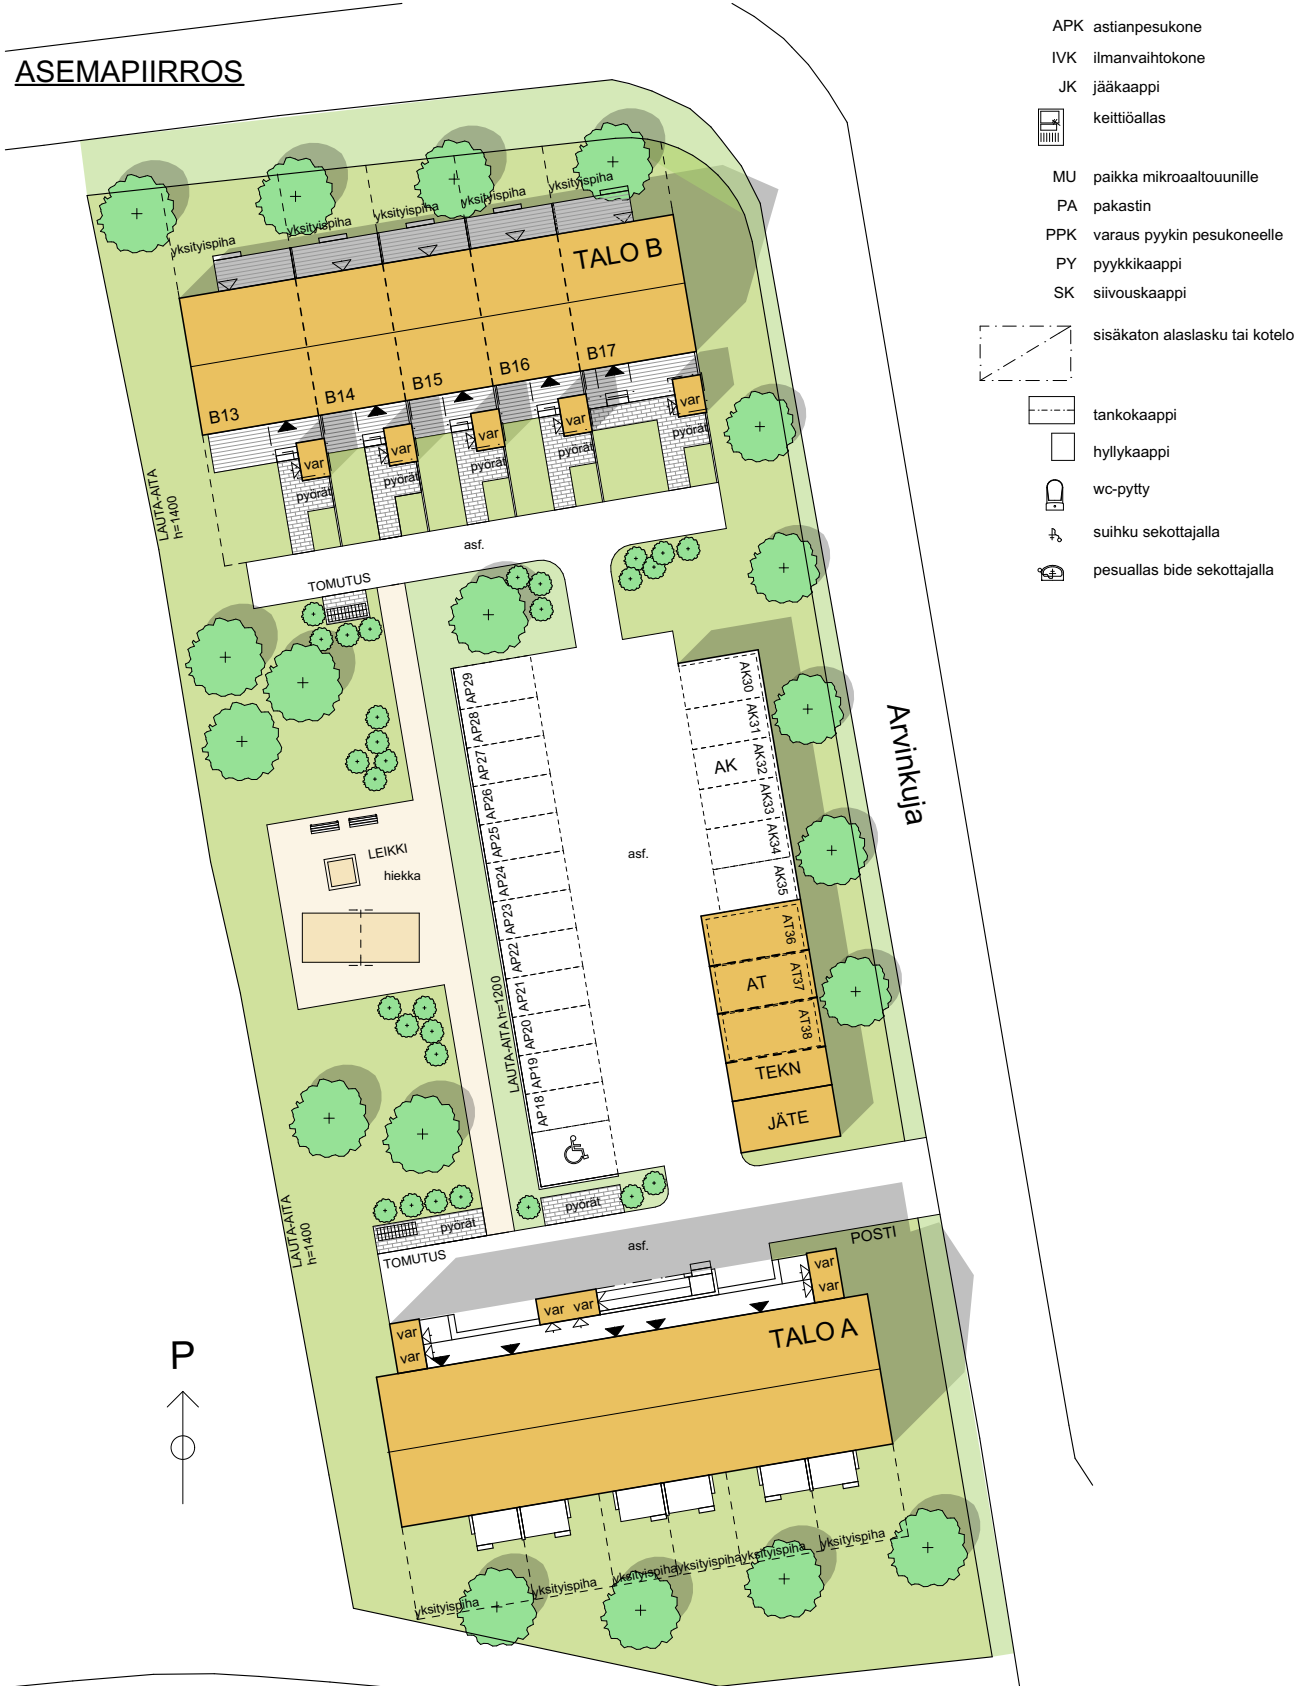 ASEMAPIIRROS
APK astianpesukone
IVK ilmanvaihtokone
JK jääkaappi
keittiöallas
MU paikka mikroaaltouunille
PA pakastin
PPK varaus pyykin pesukoneelle
PY pyykkikaappi
SK siivouskaappi
sisäkaton alaslasku tai kotelo
tankokaappi
hyllykaappi
wc-pytty
suihku sekottajalla
pesuallas bide sekottajalla
yksityispiha
yksityispiha
yksityispiha
yksityispiha
yksityispiha
TALO B
B13
B14
B15
B16
B17
var
var
var
var
var
pyörät
pyörät
pyörät
pyörät
pyörät
LAUTA-AITA
h=1400
asf.
TOMUTUS
AP29
AP28
AP27
AP26
AP25
AP24
AP23
AP22
AP21
AP20
AP19
AP18
LAUTA-AITA h=1200
AK30
AK31
AK32
AK33
AK34
AK35
AK
AT36
AT37
AT38
AT
TEKN
JÄTE
Arvinkuja
asf.
LEIKKI
hiekka
LAUTA-AITA
h=1400
pyörät
pyörät
TOMUTUS
asf.
POSTI
var
var
var var
var
var
TALO A
P
yksityispiha
yksityispiha
yksityispiha
yksityispiha
yksityispiha
yksityispiha